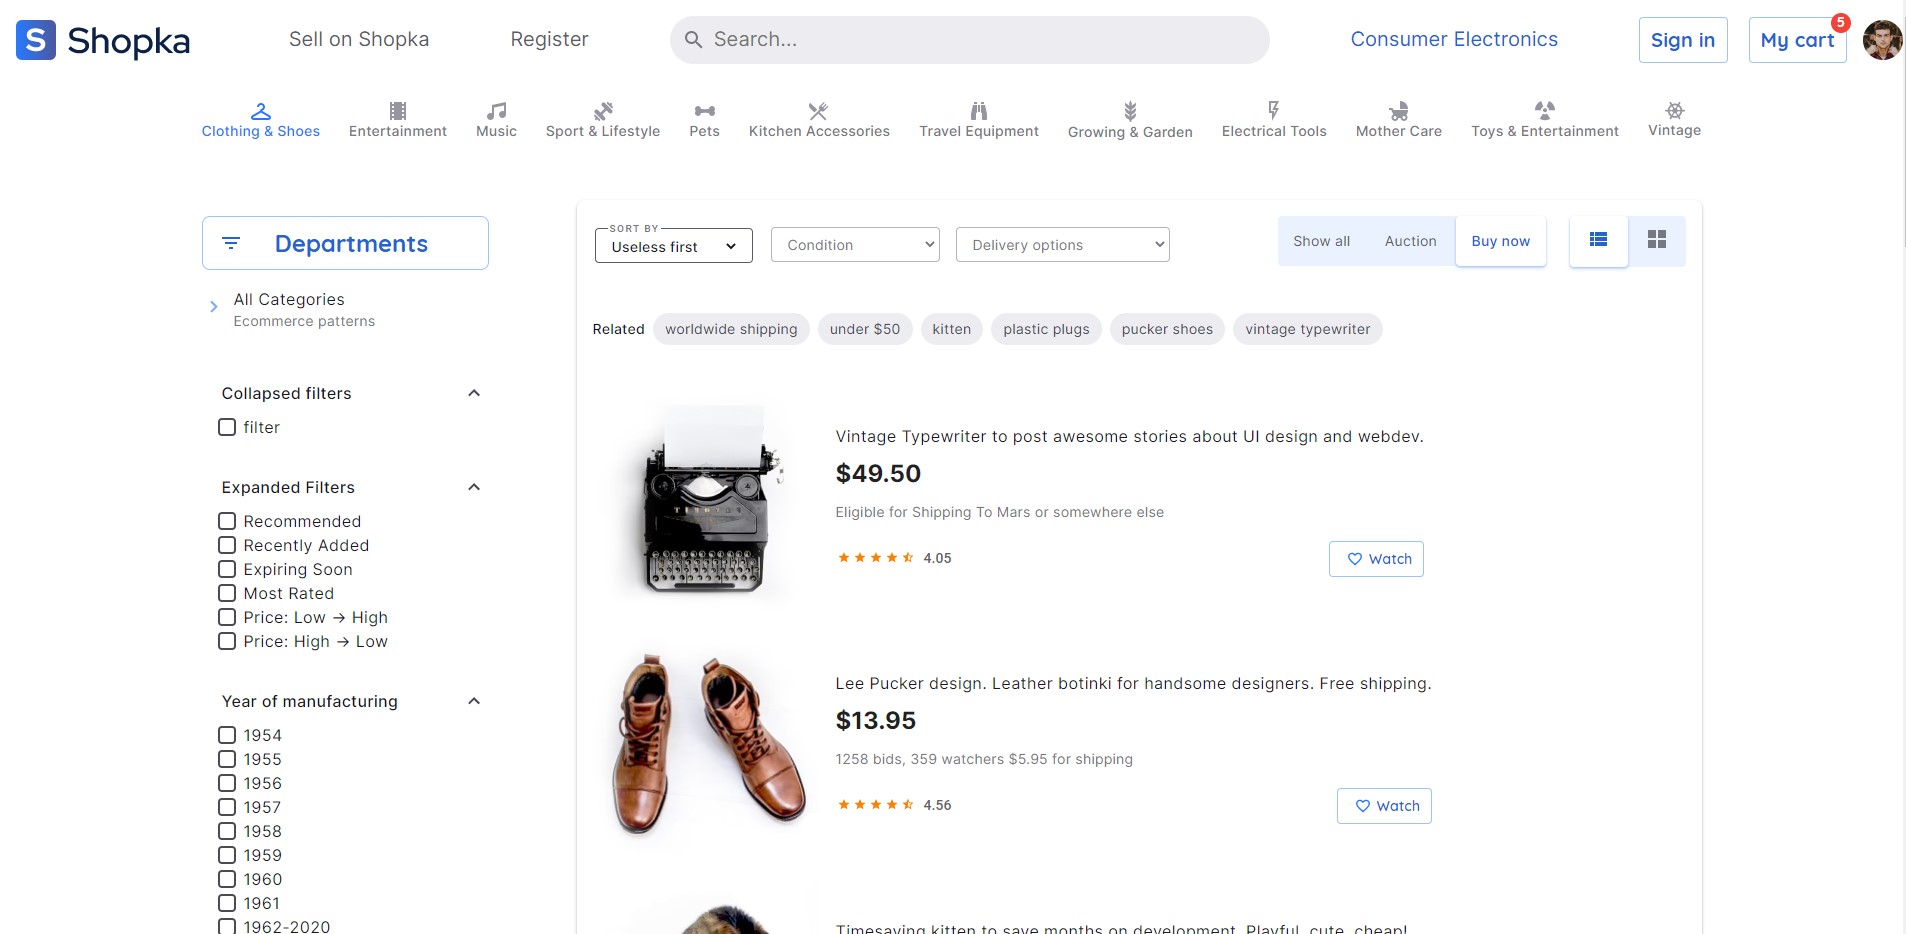 S Shopka
Sell on Shopka
Register
Search...
Consumer Electronics
Sign in
My cart
5
Clothing & Shoes
Entertainment
Music
Sport & Lifestyle
Pets
Kitchen Accessories
Travel Equipment
Growing & Garden
Electrical Tools
Mother Care
Toys & Entertainment
Vintage
Departments
All Categories
Ecommerce patterns
Collapsed filters
filter
Expanded Filters
Recommended
Recently Added
Expiring Soon
Most Rated
Price: Low → High
Price: High → Low
Year of manufacturing
1954
1955
1956
1957
1958
1959
1960
1961
1962-2020
SORT BY
Useless first
Condition
Delivery options
Show all
Auction
Buy now
Related
worldwide shipping
under $50
kitten
plastic plugs
pucker shoes
vintage typewriter
Vintage Typewriter to post awesome stories about UI design and webdev.
$49.50
Eligible for Shipping To Mars or somewhere else
4.05
Watch
Lee Pucker design. Leather botinki for handsome designers. Free shipping.
$13.95
1258 bids, 359 watchers $5.95 for shipping
4.56
Watch
Timesaving kitten to save months on development. Playful, cute, cheap!